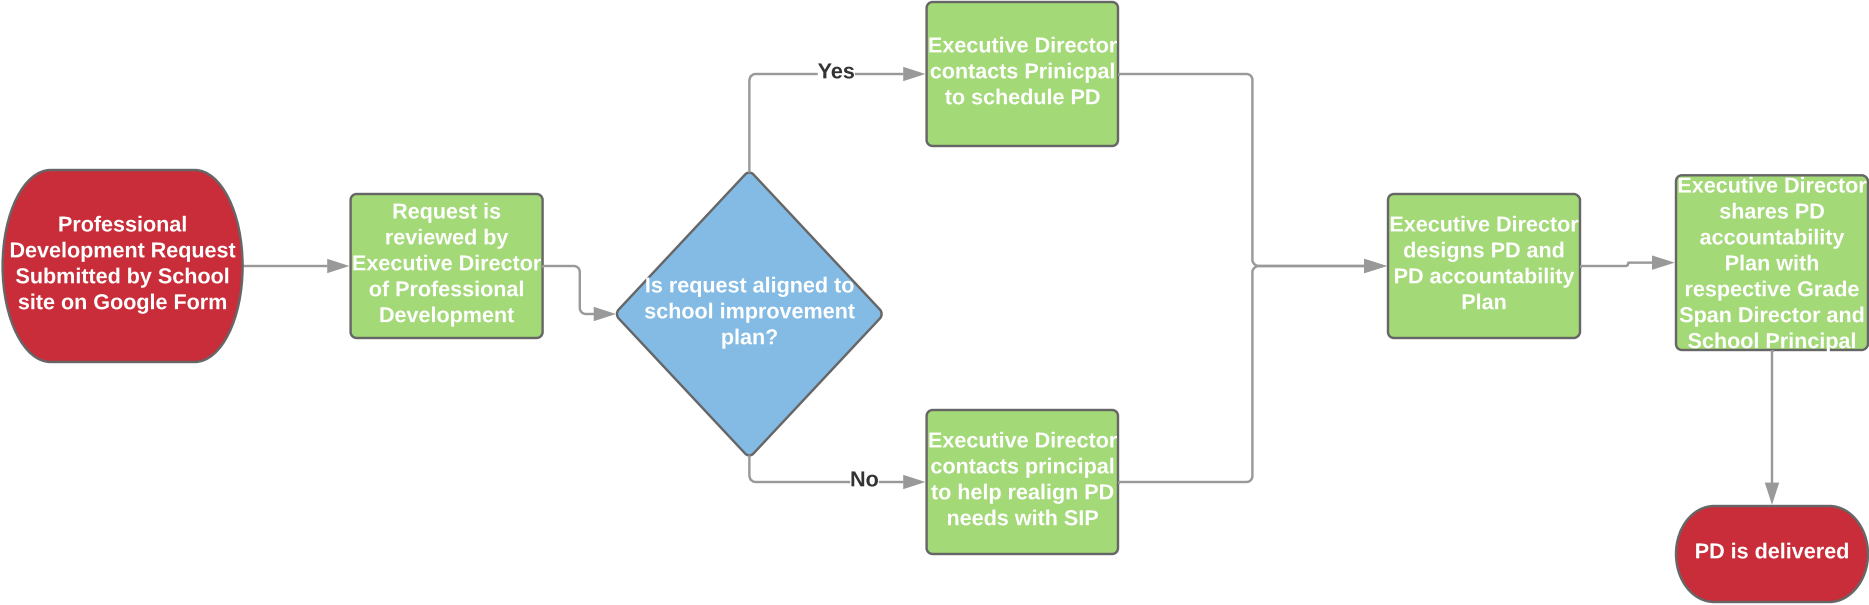 Professional
Development Request
Submitted by School
site on Google Form
Request is
reviewed by
Executive Director
of Professional
Development
Is request aligned to
school improvement
plan?
Yes
Executive Director
contacts Prinicpal
to schedule PD
No
Executive Director
contacts principal
to help realign PD
needs with SIP
Executive Director
designs PD and
PD accountability
Plan
Executive Director
shares PD
accountability
Plan with
respective Grade
Span Director and
School Principal
PD is delivered